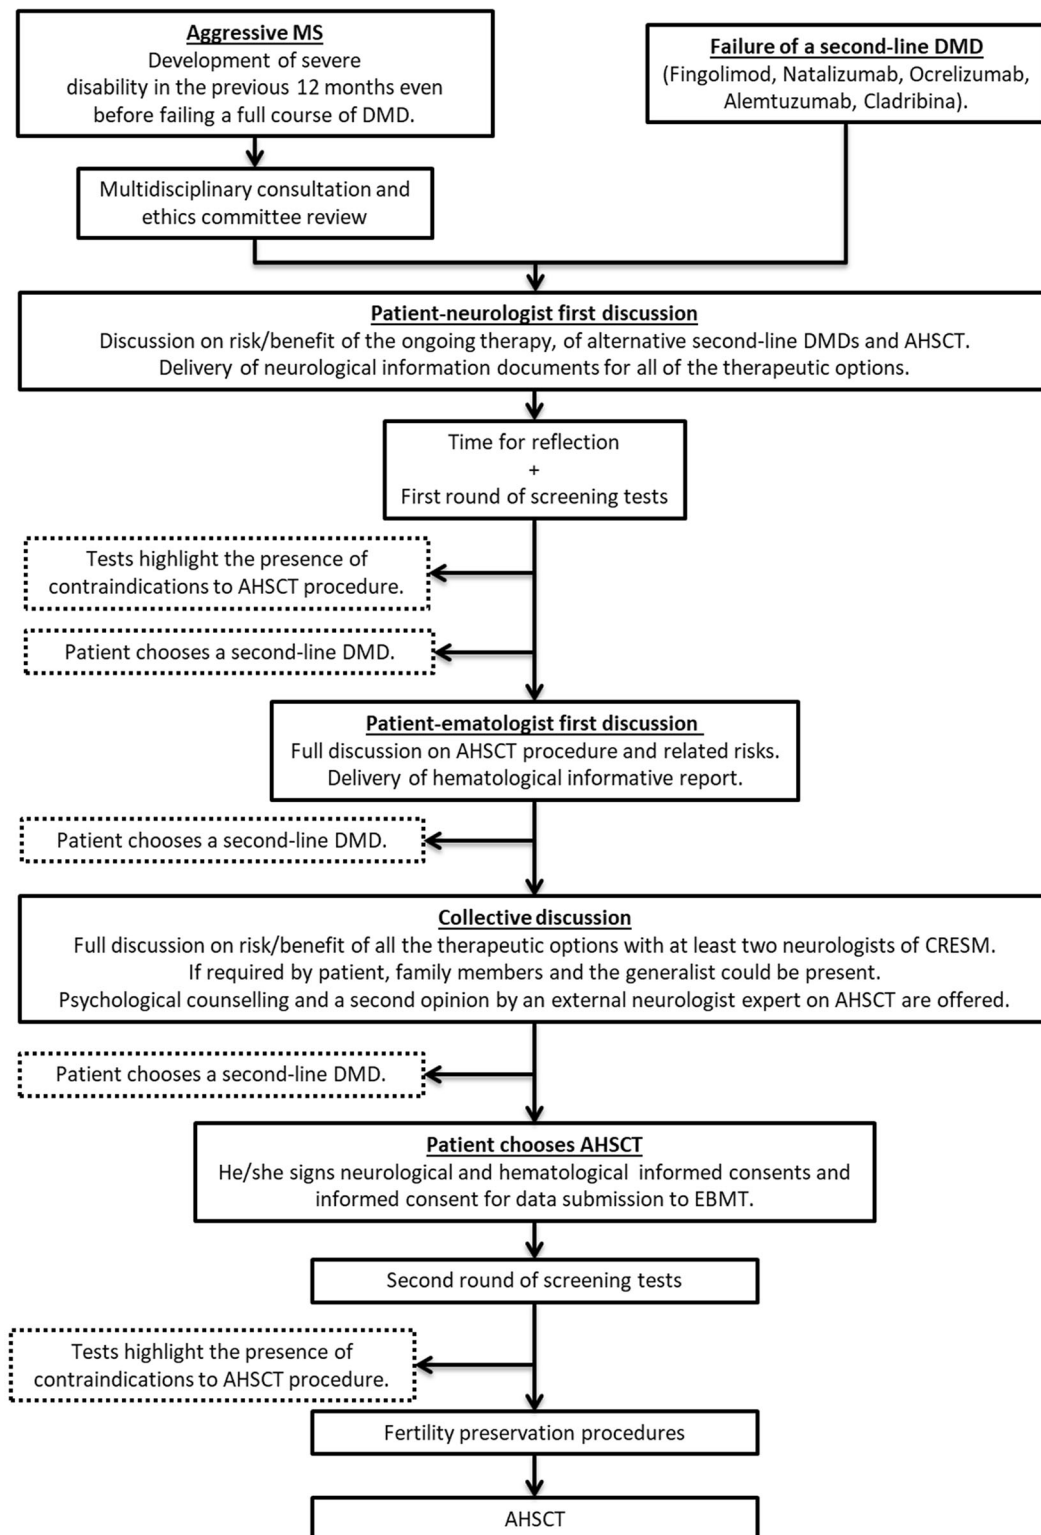 Aggressive MS
Development of severe
disability in the previous 12 months even
before failing a full course of DMD.
Failure of a second-line DMD
(Fingolimod, Natalizumab, Ocrelizumab,
Alemtuzumab, Cladribina).
Multidisciplinary consultation and
ethics committee review
Patient-neurologist first discussion
Discussion on risk/benefit of the ongoing therapy, of alternative second-line DMDs and AHSCT.
Delivery of neurological information documents for all of the therapeutic options.
Time for reflection
+
First round of screening tests
Tests highlight the presence of
contraindications to AHSCT procedure.
Patient chooses a second-line DMD.
Patient-ematologist first discussion
Full discussion on AHSCT procedure and related risks.
Delivery of hematological informative report.
Patient chooses a second-line DMD.
Collective discussion
Full discussion on risk/benefit of all the therapeutic options with at least two neurologists of CRESM.
If required by patient, family members and the generalist could be present.
Psychological counselling and a second opinion by an external neurologist expert on AHSCT are offered.
Patient chooses a second-line DMD.
Patient chooses AHSCT
He/she signs neurological and hematological informed consents and
informed consent for data submission to EBMT.
Second round of screening tests
Tests highlight the presence of
contraindications to AHSCT procedure.
Fertility preservation procedures
AHSCT